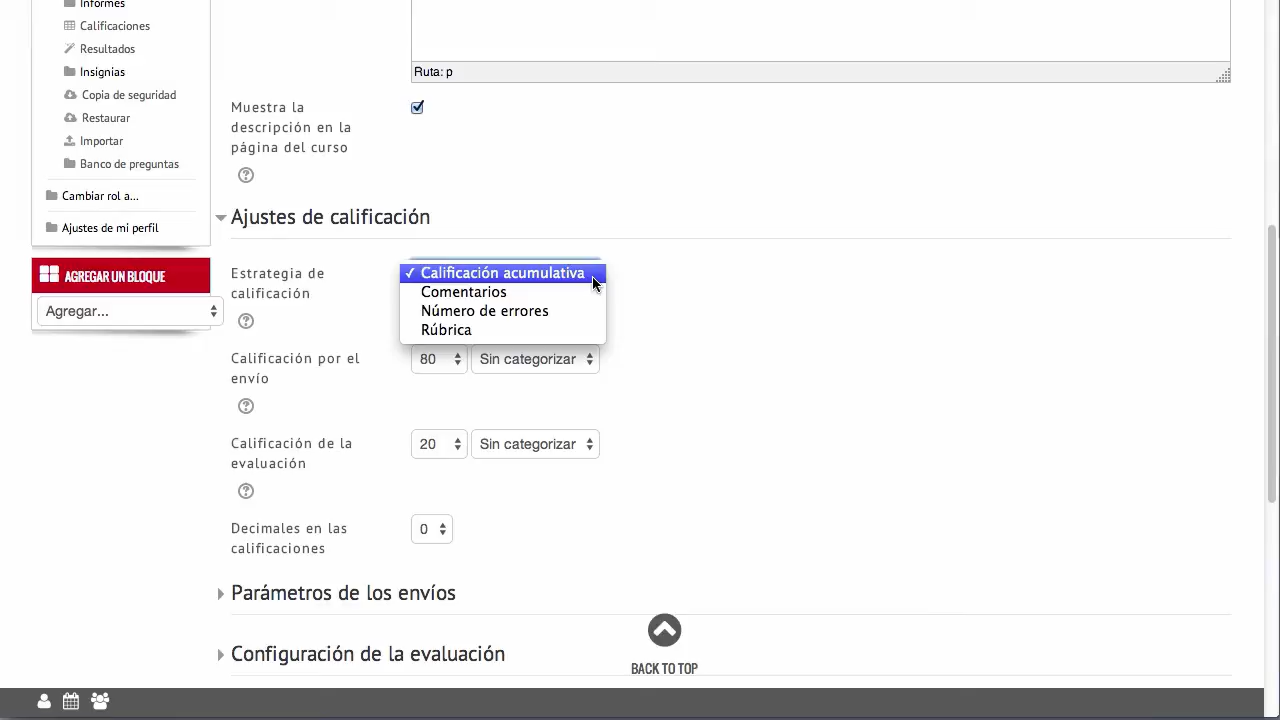 Informes
Calificaciones
Resultados
Insignias
Copia de seguridad
Restaurar
Importar
Banco de preguntas
Cambiar rol a...
Ajustes de mi perfil
AGREGAR UN BLOQUE
Agregar...
Ruta: p
Muestra la
descripción en la
página del curso
Ajustes de calificación
Estrategia de
calificación
✓ Calificación acumulativa
Comentarios
Número de errores
Rúbrica
Calificación por el
envío
80 Sin categorizar
Calificación de la
evaluación
20 Sin categorizar
Decimales en las
calificaciones
0
Parámetros de los envíos
Configuración de la evaluación
BACK TO TOP